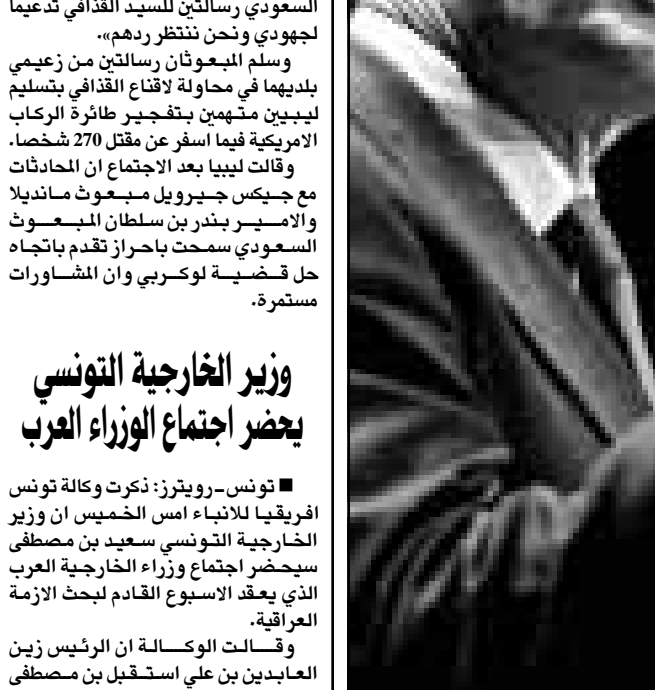 السعودي رسالتين للسيد القذافي تدعيما
لجهودي ونحن ننتظر ردهم».
وسلم المبعوثان رسالتين من زعيمي
بلديهما في محاولة لاقناع القذافي بتسليم
ليبيين متهمين بتفجير طائرة الركاب
الامريكية فيما اسفر عن مقتل 270 شخصا.
وقالت ليبيا بعد الاجتماع ان المحادثات
مع جيكس جيرويل مبعوث مانديلا
والامير بندر بن سلطان المبعوث
السعودي سمحت باحراز تقدم باتجاه
حل قضية لوكربي وان المشاورات
مستمرة.
وزير الخارجية التونسي
يحضر اجتماع الوزراء العرب
■ تونس ـ رويترز: ذكرت وكالة تونس
افريقيا للانباء امس الخميس ان وزير
الخارجية التونسي سعيد بن مصطفى
سيحضر اجتماع وزراء الخارجية العرب
الذي يعقد الاسبوع القادم لبحث الازمة
العراقية.
وقالت الوكالة ان الرئيس زين
العابدين بن علي استقبل بن مصطفى